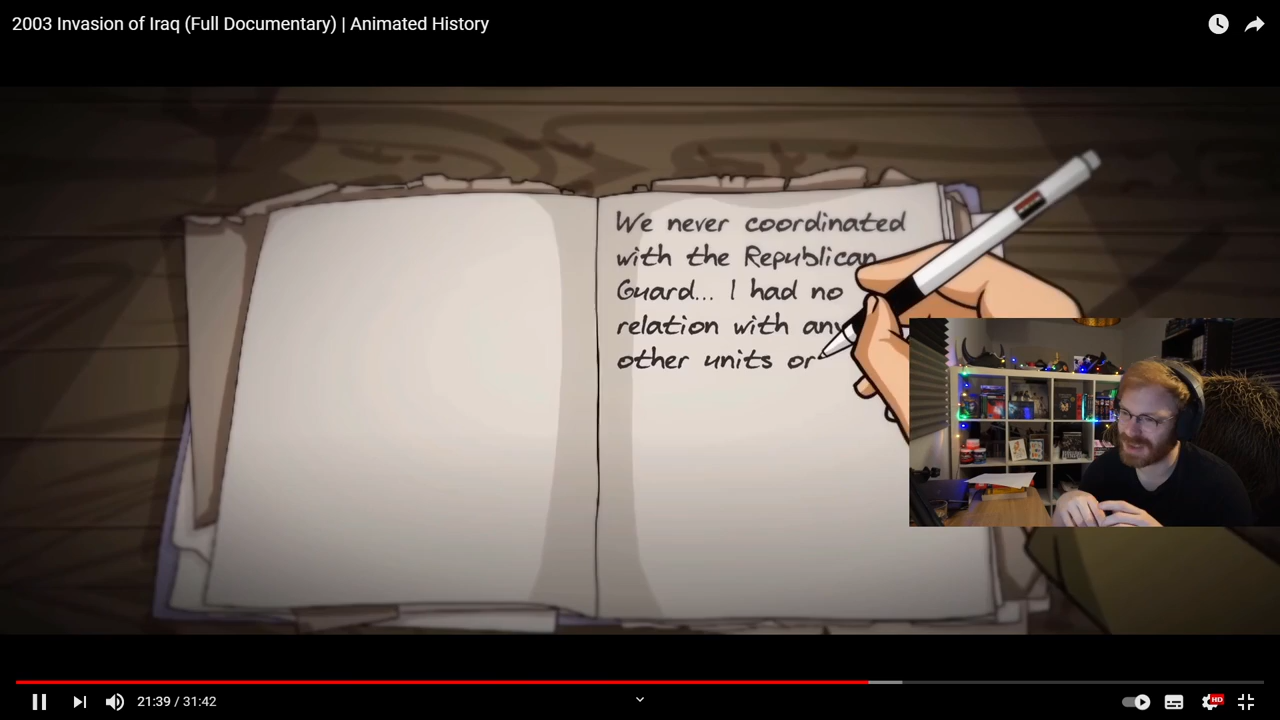 2003 Invasion of Iraq (Full Documentary) | Animated History
We never coordinated
with the Republican
Guard... I had no
relation with any
other units or
21:39 / 31:42
HD